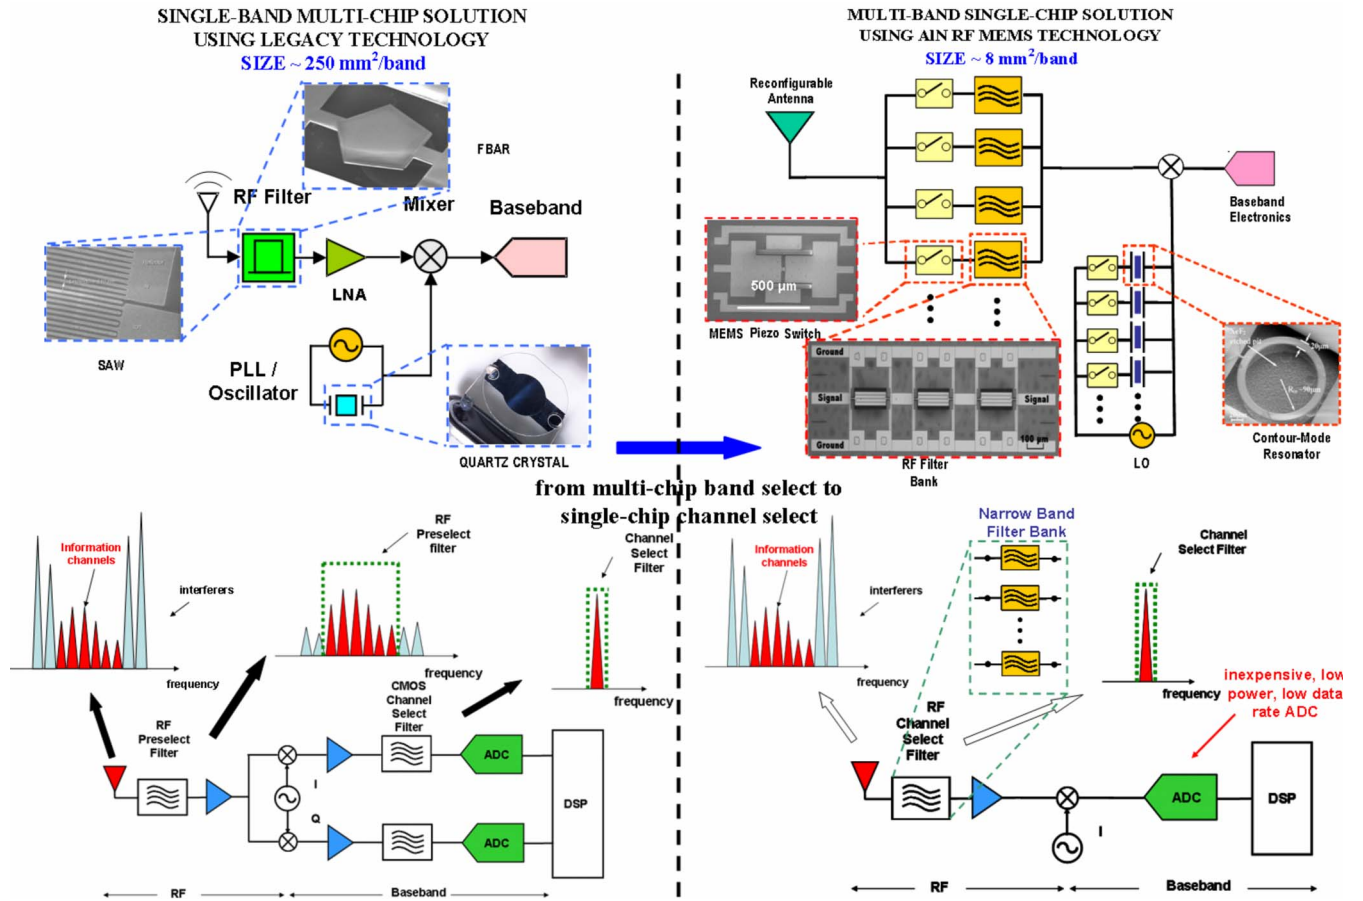 SINGLE-BAND MULTI-CHIP SOLUTION
USING LEGACY TECHNOLOGY
SIZE ~ 250 mm²/band
FBAR
RF Filter
Mixer
Baseband
LNA
SAW
PLL /
Oscillator
QUARTZ CRYSTAL
MULTI-BAND SINGLE-CHIP SOLUTION
USING AlN RF MEMS TECHNOLOGY
SIZE ~ 8 mm²/band
Reconfigurable
Antenna
Baseband
Electronics
500 µm
MEMS Piezo Switch
Ground
Signal
Signal
Ground
100 µm
RF Filter
Bank
LO
20µm
Contour-Mode
Resonator
from multi-chip band select to
single-chip channel select
Information
channels
interferers
frequency
RF
Preselect
filter
frequency
Channel
Select
Filter
frequency
RF
Preselect
Filter
CMOS
Channel
Select
Filter
I
Q
ADC
ADC
DSP
RF
Baseband
Information
channels
interferers
frequency
Narrow Band
Filter Bank
Channel
Select Filter
frequency
inexpensive, low
power, low data
rate ADC
RF
Channel
Select
Filter
I
ADC
DSP
RF
Baseband